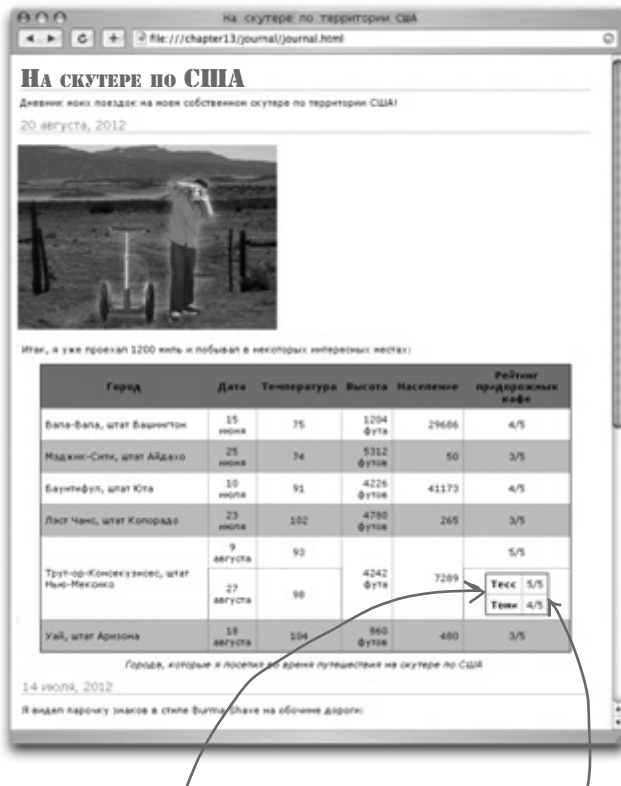 На скутере по территории США
file:///chapter13/journal/journal.html
На скутере по США
Дневник моих поездок на моем собственном скутере по территории США!
20 августа, 2012
Итак, я уже проехал 1200 миль и побывал в некоторых интересных местах:
Город Дата Температура Высота Население Рейтинг придорожных кафе
Вала-Вала, штат Вашингтон 15 июня 75 1204 фута 29686 4/5
Мэджик-Сити, штат Айдахо 25 июня 74 5312 футов 50 3/5
Баунтифул, штат Юта 10 июля 91 4226 футов 41173 4/5
Ласт Чанс, штат Колорадо 23 июля 102 4780 футов 265 3/5
Трут-ор-Консекуэнсес, штат Нью-Мексико 9 августа 93 4242 фута 7289 5/5
27 августа 98 Тесс 5/5
Тони 4/5
Уай, штат Аризона 18 августа 104 860 футов 480 3/5
Города, которые я посетил во время путешествия на скутере по США
14 июля, 2012
Я видел парочку знаков в стиле Burma Shave на обочине дороги: